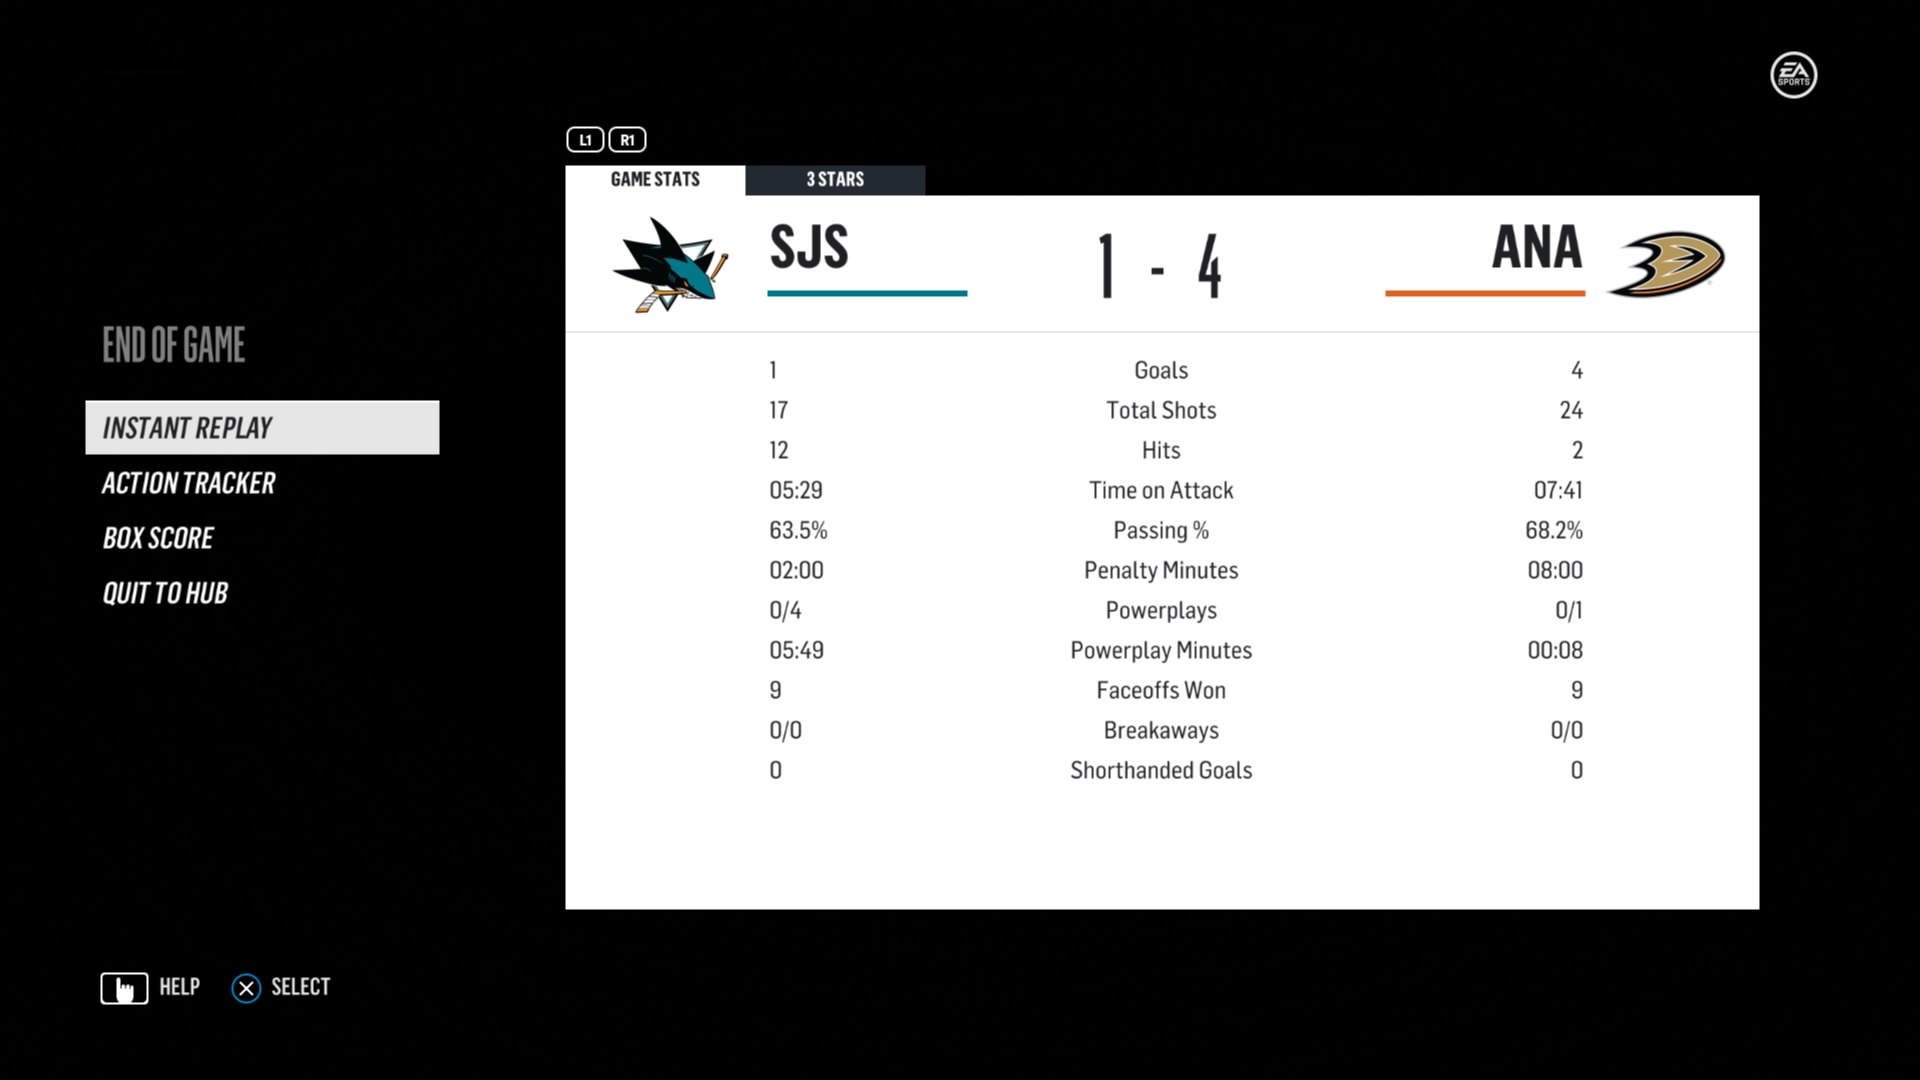 EA
SPORTS
L1 R1
GAME STATS 3 STARS
SJS 1 - 4 ANA
END OF GAME
INSTANT REPLAY
ACTION TRACKER
BOX SCORE
QUIT TO HUB
1 Goals 4
17 Total Shots 24
12 Hits 2
05:29 Time on Attack 07:41
63.5% Passing % 68.2%
02:00 Penalty Minutes 08:00
0/4 Powerplays 0/1
05:49 Powerplay Minutes 00:08
9 Faceoffs Won 9
0/0 Breakaways 0/0
0 Shorthanded Goals 0
HELP SELECT